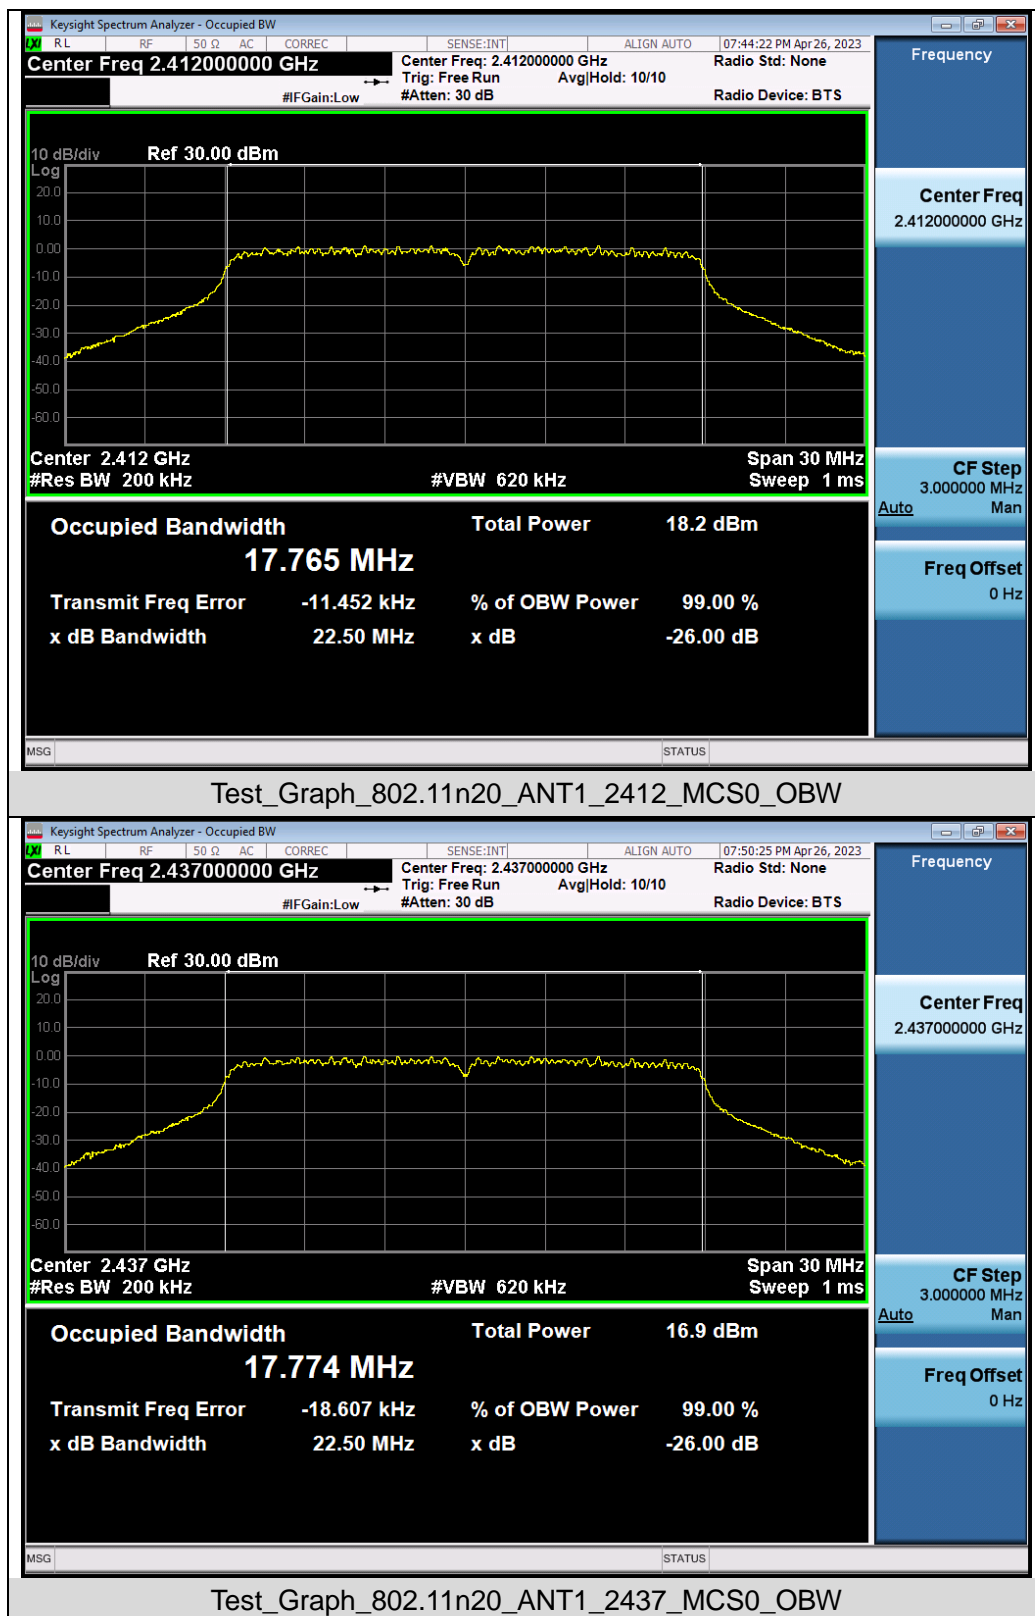 Keysight Spectrum Analyzer - Occupied BW
LXI RL RF 50 Ω AC CORREC SENSE:INT ALIGN AUTO 07:44:22 PM Apr 26, 2023
Center Freq 2.412000000 GHz Center Freq: 2.412000000 GHz Radio Std: None
Trig: Free Run Avg|Hold: 10/10
#IFGain:Low #Atten: 30 dB Radio Device: BTS
10 dB/div Ref 30.00 dBm
Log
20.0
10.0
0.00
-10.0
-20.0
-30.0
-40.0
-50.0
-60.0
Center 2.412 GHz Span 30 MHz
#Res BW 200 kHz #VBW 620 kHz Sweep 1 ms
Occupied Bandwidth Total Power 18.2 dBm
17.765 MHz
Transmit Freq Error -11.452 kHz % of OBW Power 99.00 %
x dB Bandwidth 22.50 MHz x dB -26.00 dB
Frequency
Center Freq
2.412000000 GHz
CF Step
3.000000 MHz
Auto Man
Freq Offset
0 Hz
MSG STATUS
Test_Graph_802.11n20_ANT1_2412_MCS0_OBW
Keysight Spectrum Analyzer - Occupied BW
LXI RL RF 50 Ω AC CORREC SENSE:INT ALIGN AUTO 07:50:25 PM Apr 26, 2023
Center Freq 2.437000000 GHz Center Freq: 2.437000000 GHz Radio Std: None
Trig: Free Run Avg|Hold: 10/10
#IFGain:Low #Atten: 30 dB Radio Device: BTS
10 dB/div Ref 30.00 dBm
Log
20.0
10.0
0.00
-10.0
-20.0
-30.0
-40.0
-50.0
-60.0
Center 2.437 GHz Span 30 MHz
#Res BW 200 kHz #VBW 620 kHz Sweep 1 ms
Occupied Bandwidth Total Power 16.9 dBm
17.774 MHz
Transmit Freq Error -18.607 kHz % of OBW Power 99.00 %
x dB Bandwidth 22.50 MHz x dB -26.00 dB
Frequency
Center Freq
2.437000000 GHz
CF Step
3.000000 MHz
Auto Man
Freq Offset
0 Hz
MSG STATUS
Test_Graph_802.11n20_ANT1_2437_MCS0_OBW